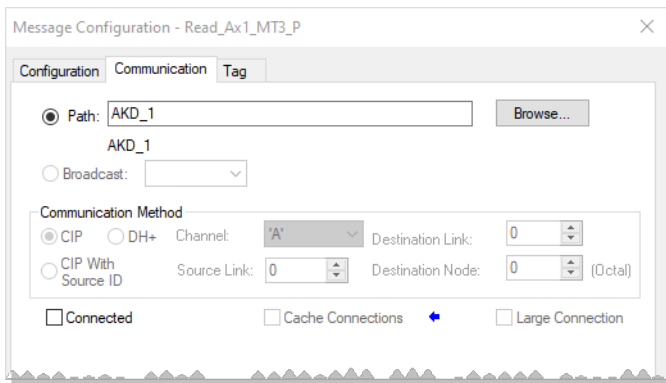 Message Configuration - Read_Ax1_MT3_P
Configuration Communication Tag
Path: AKD_1 Browse...
AKD_1
Broadcast:
Communication Method
CIP DH+ Channel: 'A' Destination Link: 0
CIP With Source ID Source Link: 0 Destination Node: 0 (Octal)
Connected Cache Connections Large Connection